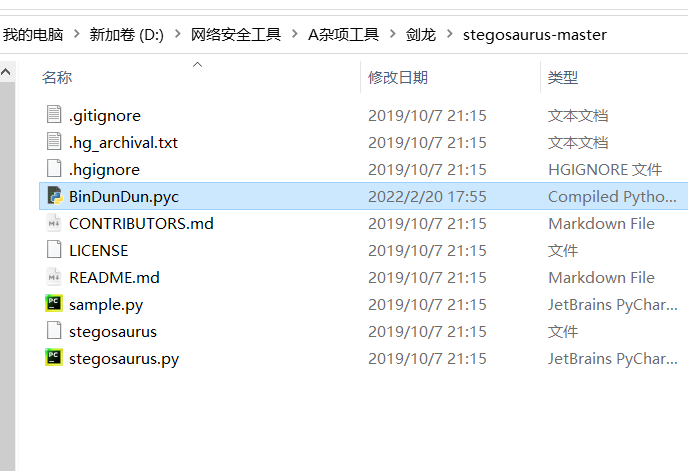 我的电脑 > 新加卷 (D:) > 网络安全工具 > A杂项工具 > 剑龙 > stegosaurus-master
名称 修改日期 类型
.gitignore 2019/10/7 21:15 文本文档
.hg_archival.txt 2019/10/7 21:15 文本文档
.hgignore 2019/10/7 21:15 HGIGNORE 文件
BinDunDun.pyc 2022/2/20 17:55 Compiled Pytho...
CONTRIBUTORS.md 2019/10/7 21:15 Markdown File
LICENSE 2019/10/7 21:15 文件
README.md 2019/10/7 21:15 Markdown File
sample.py 2019/10/7 21:15 JetBrains PyChar...
stegosaurus 2019/10/7 21:15 文件
stegosaurus.py 2019/10/7 21:15 JetBrains PyChar...